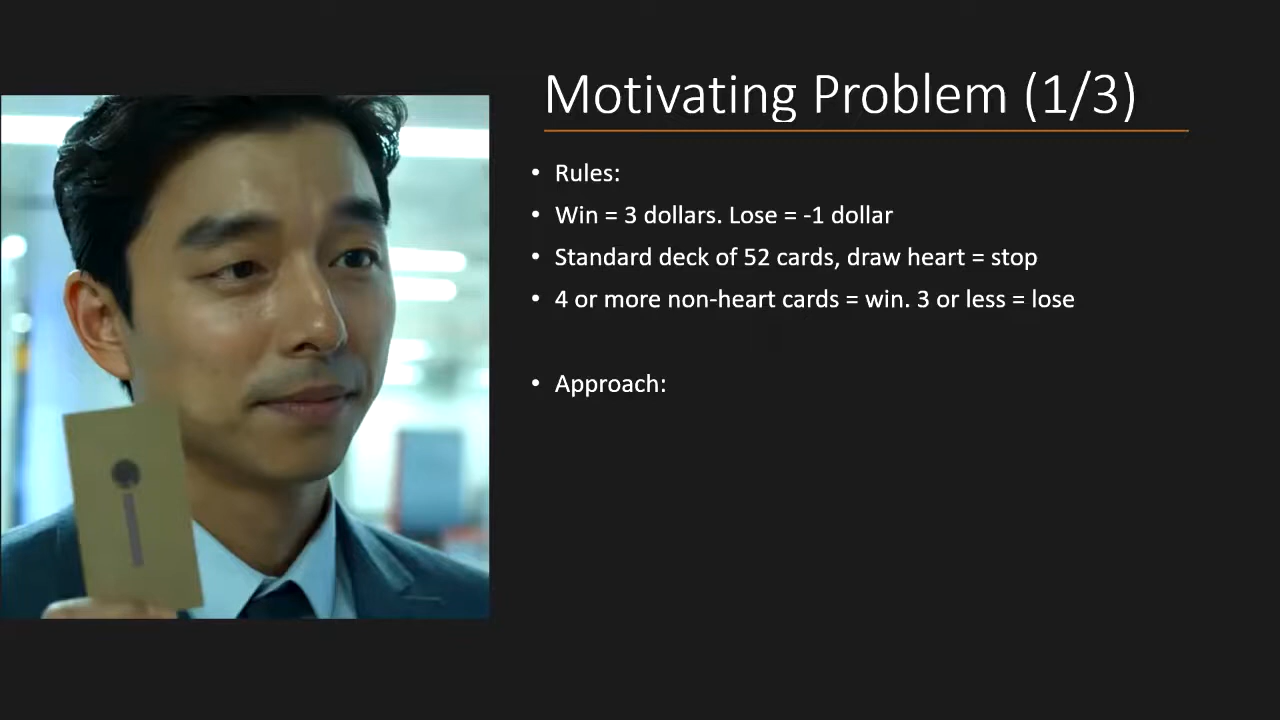 Motivating Problem (1/3)
• Rules:
• Win = 3 dollars. Lose = -1 dollar
• Standard deck of 52 cards, draw heart = stop
• 4 or more non-heart cards = win. 3 or less = lose
• Approach: